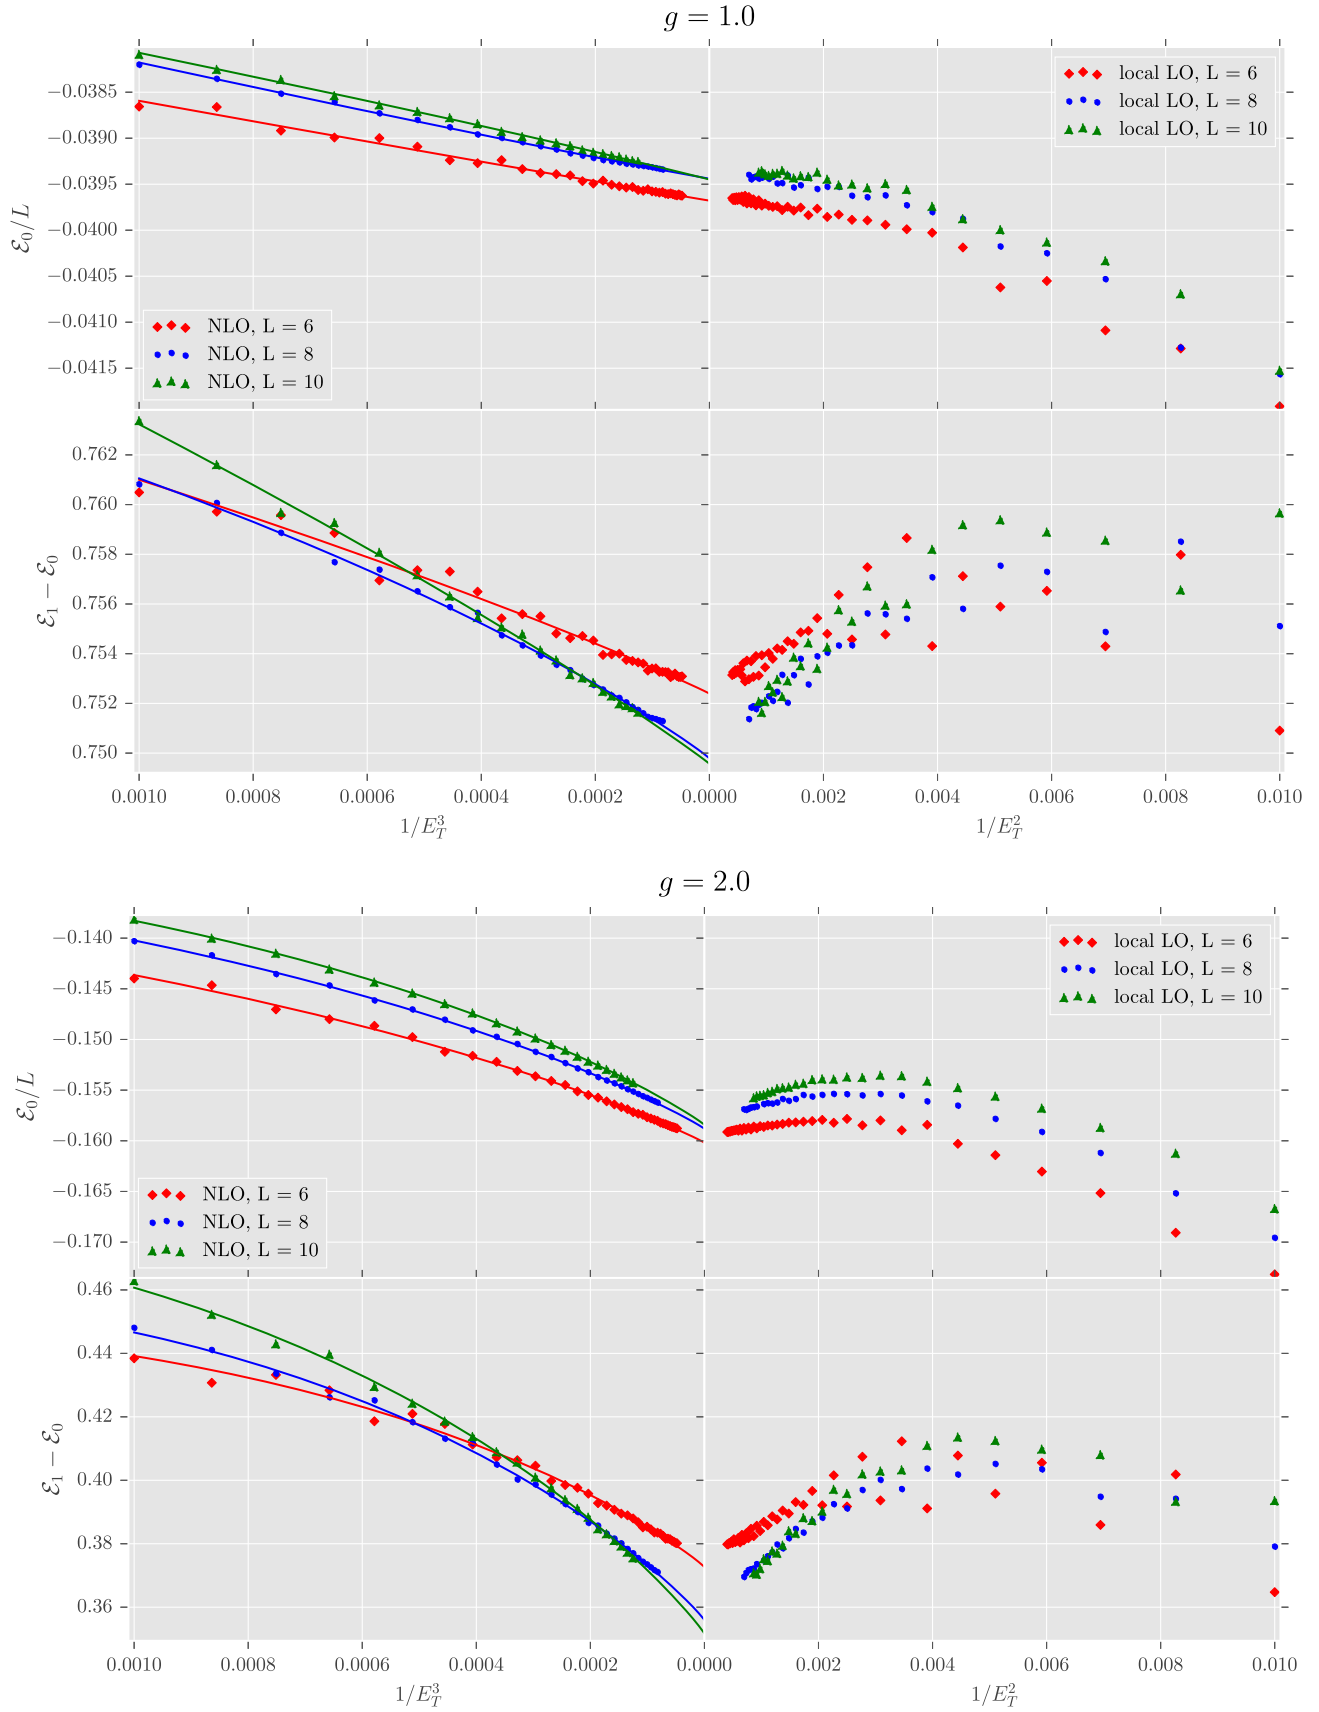 g = 1.0
−0.0385
−0.0390
−0.0395
−0.0400
−0.0405
−0.0410
−0.0415
ℰ₀/L
NLO, L = 6
NLO, L = 8
NLO, L = 10
local LO, L = 6
local LO, L = 8
local LO, L = 10
0.762
0.760
0.758
0.756
0.754
0.752
0.750
ℰ₁ − ℰ₀
0.0010 0.0008 0.0006 0.0004 0.0002 0.0000 0.002 0.004 0.006 0.008 0.010
1/E_T^3 1/E_T^2
g = 2.0
−0.140
−0.145
−0.150
−0.155
−0.160
−0.165
−0.170
ℰ₀/L
NLO, L = 6
NLO, L = 8
NLO, L = 10
local LO, L = 6
local LO, L = 8
local LO, L = 10
0.46
0.44
0.42
0.40
0.38
0.36
ℰ₁ − ℰ₀
0.0010 0.0008 0.0006 0.0004 0.0002 0.0000 0.002 0.004 0.006 0.008 0.010
1/E_T^3 1/E_T^2